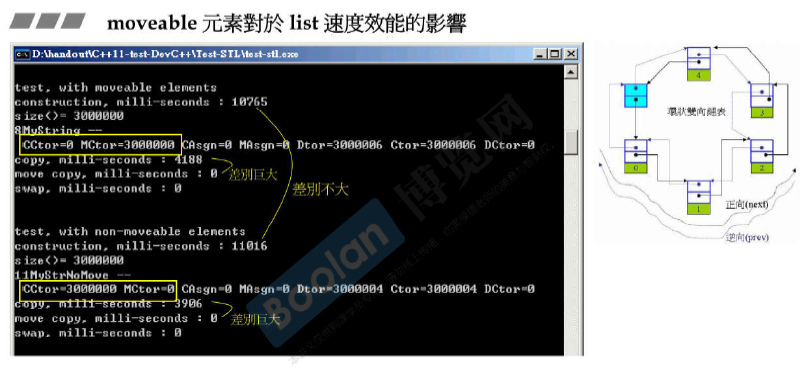 moveable 元素對於 list 速度效能的影響
D:\handout\C++11-test-DevC++\Test-STL\test-stl.exe
test, with moveable elements
construction, milli-seconds : 10765
size()= 3000000
8MyString --
CCtor=0 MCtor=3000000 CAsgn=0 MAsgn=0 Dtor=3000006 Ctor=3000006 DCtor=0
copy, milli-seconds : 4188
move copy, milli-seconds : 0 差別巨大
swap, milli-seconds : 0
差別不大
test, with non-moveable elements
construction, milli-seconds : 11016
size()= 3000000
11MyStrNoMove --
CCtor=3000000 MCtor=0 CAsgn=0 MAsgn=0 Dtor=3000004 Ctor=3000004 DCtor=0
copy, milli-seconds : 3906
move copy, milli-seconds : 0 差別巨大
swap, milli-seconds : 0
4
3
環狀雙向鏈表
0
2
1
正向(next)
逆向(prev)
Boolan 博览网